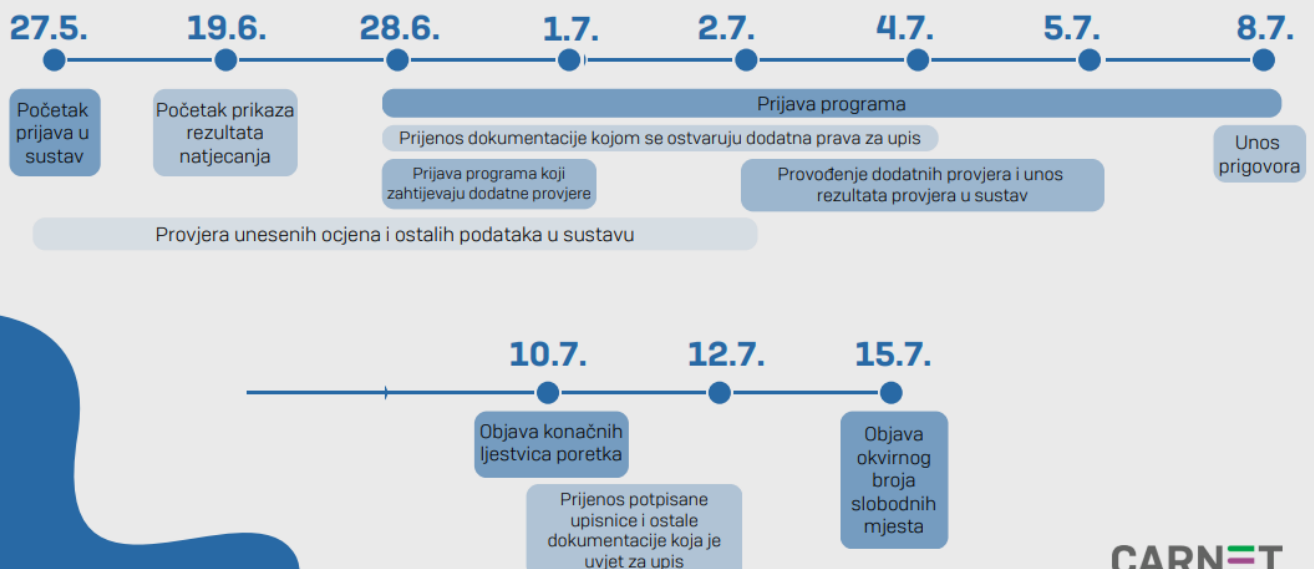 27.5.
19.6.
28.6.
1.7.
2.7.
4.7.
5.7.
8.7.
Početak
prijava u
sustav
Početak prikaza
rezultata
natjecanja
Prijava programa
Prijenos dokumentacije kojom se ostvaruju dodatna prava za upis
Prijava programa koji
zahtijevaju dodatne provjere
Provođenje dodatnih provjera i unos
rezultata provjera u sustav
Unos
prigovora
Provjera unesenih ocjena i ostalih podataka u sustavu
10.7.
12.7.
15.7.
Objava konačnih
ljestvica poretka
Prijenos potpisane
upisnice i ostale
dokumentacije koja je
uvjet za upis
Objava
okvirnog
broja
slobodnih
mjesta
CARNET